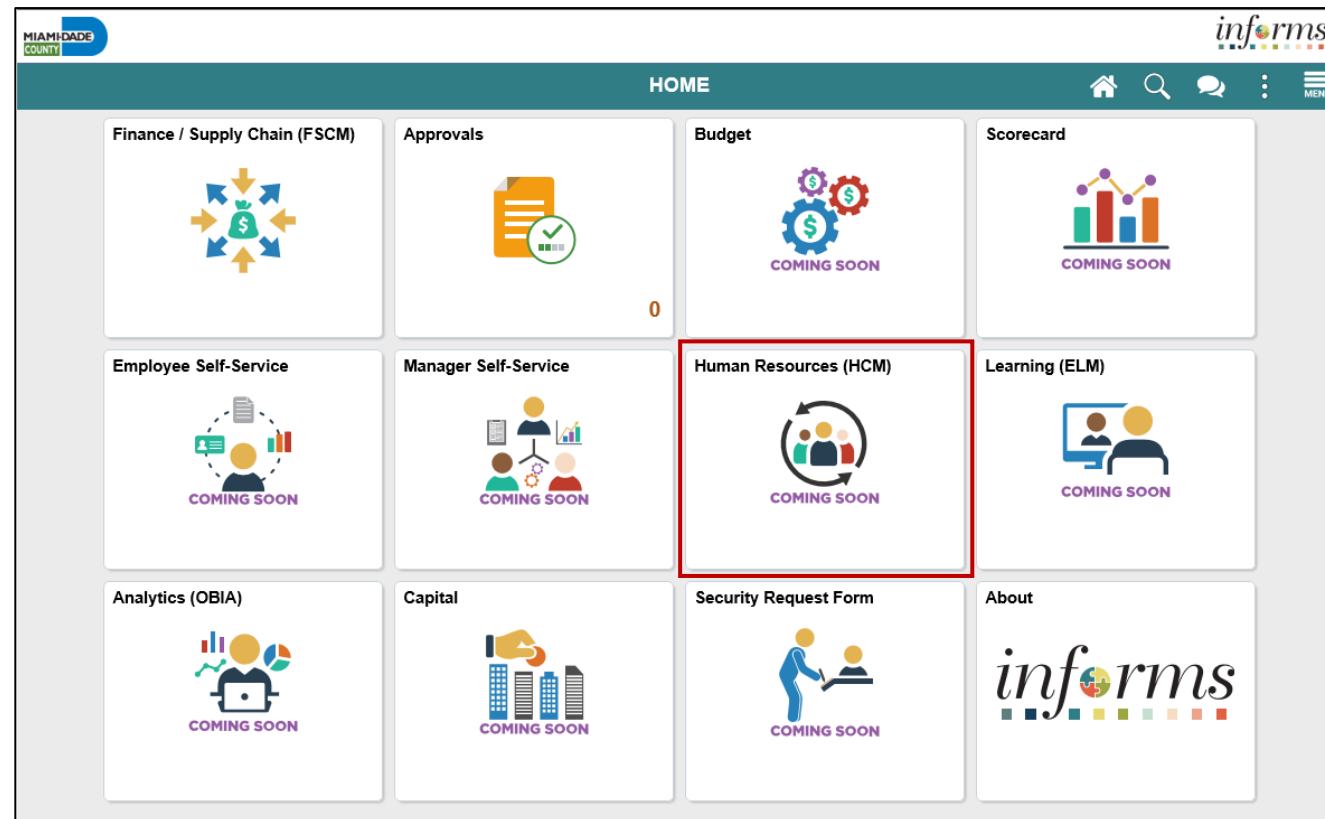 MIAMI-DADE
COUNTY
informs
HOME
MEN
Finance / Supply Chain (FSCM)
Approvals
Budget
Scorecard
$
$
$
$
COMING SOON
COMING SOON
0
Employee Self-Service
Manager Self-Service
Human Resources (HCM)
Learning (ELM)
COMING SOON
COMING SOON
COMING SOON
COMING SOON
Analytics (OBIA)
Capital
Security Request Form
About
informs
COMING SOON
COMING SOON
COMING SOON